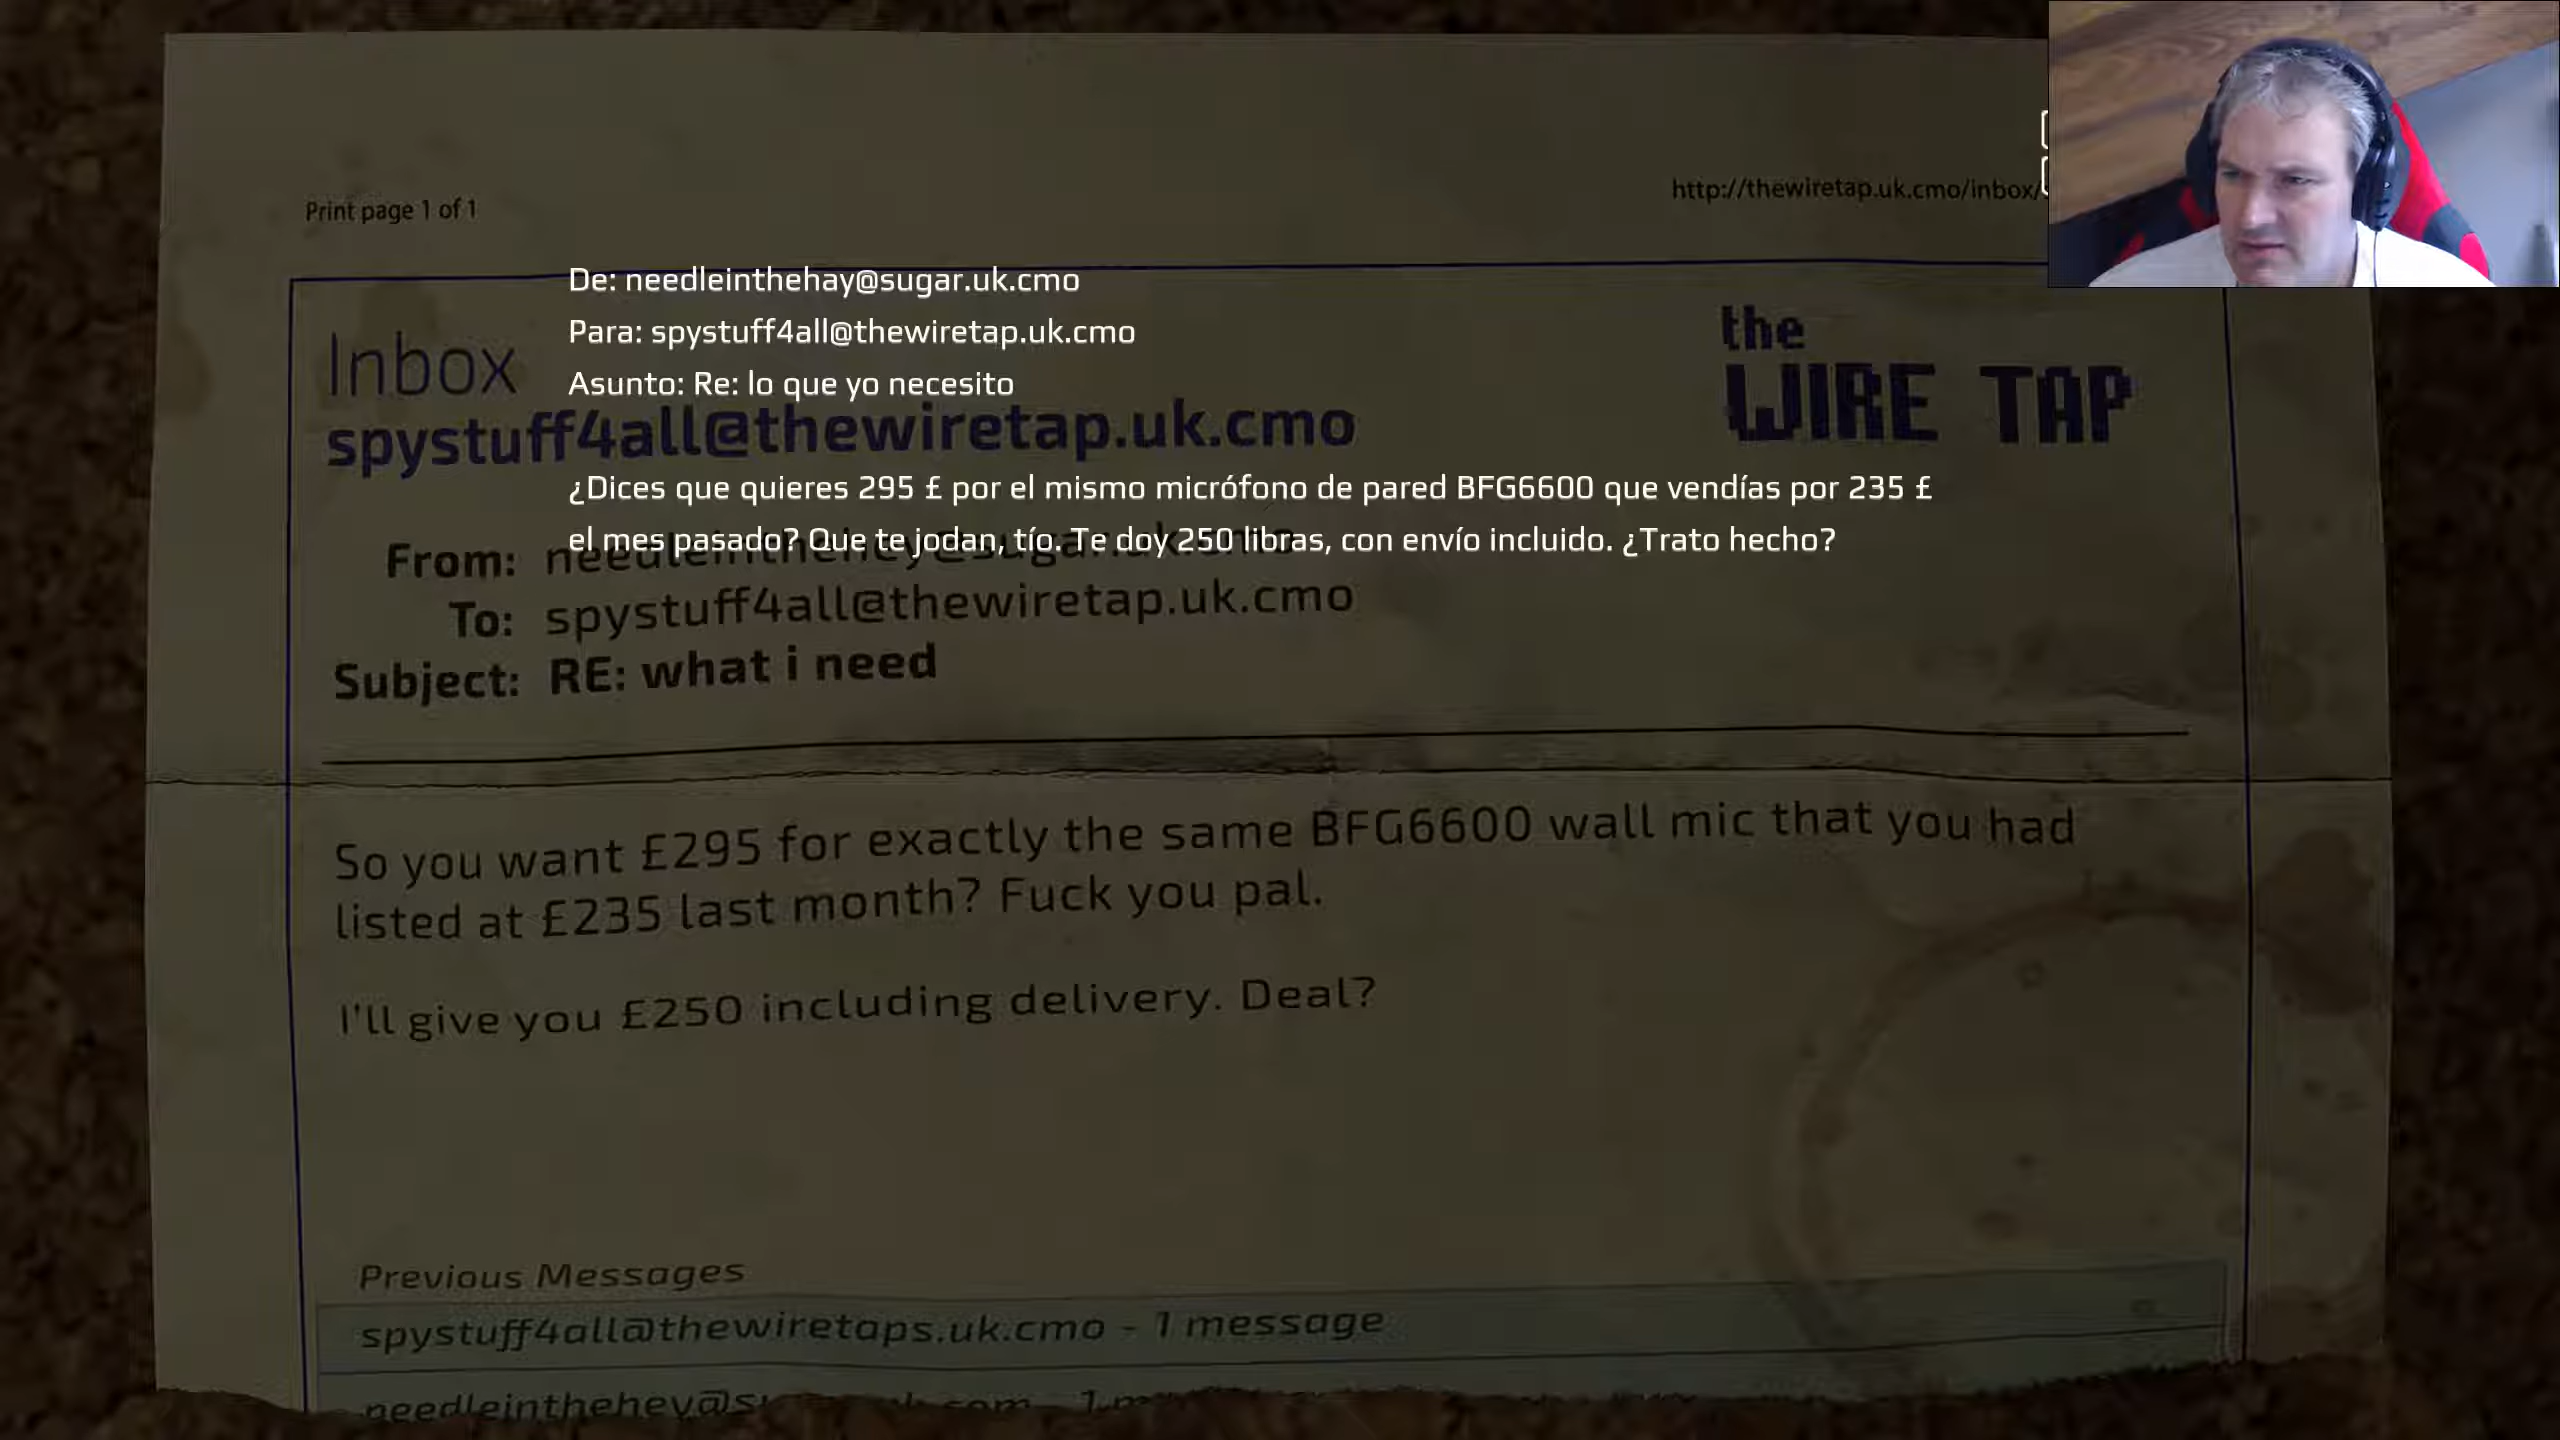 Print page 1 of 1
http://thewiretap.uk.cmo/inbox/
De: needleinthehay@sugar.uk.cmo
Para: spystuff4all@thewiretap.uk.cmo
Asunto: Re: lo que yo necesito
¿Dices que quieres 295 £ por el mismo micrófono de pared BFG6600 que vendías por 235 £
el mes pasado? Que te jodan, tío. Te doy 250 libras, con envío incluido. ¿Trato hecho?
Inbox
spystuff4all@thewiretap.uk.cmo
the
WIRE TAP
From: needleinthehey@sugar.uk.cmo
To: spystuff4all@thewiretap.uk.cmo
Subject: RE: what i need
So you want £295 for exactly the same BFG6600 wall mic that you had
listed at £235 last month? Fuck you pal.
I'll give you £250 including delivery. Deal?
Previous Messages
spystuff4all@thewiretaps.uk.cmo - 1 message